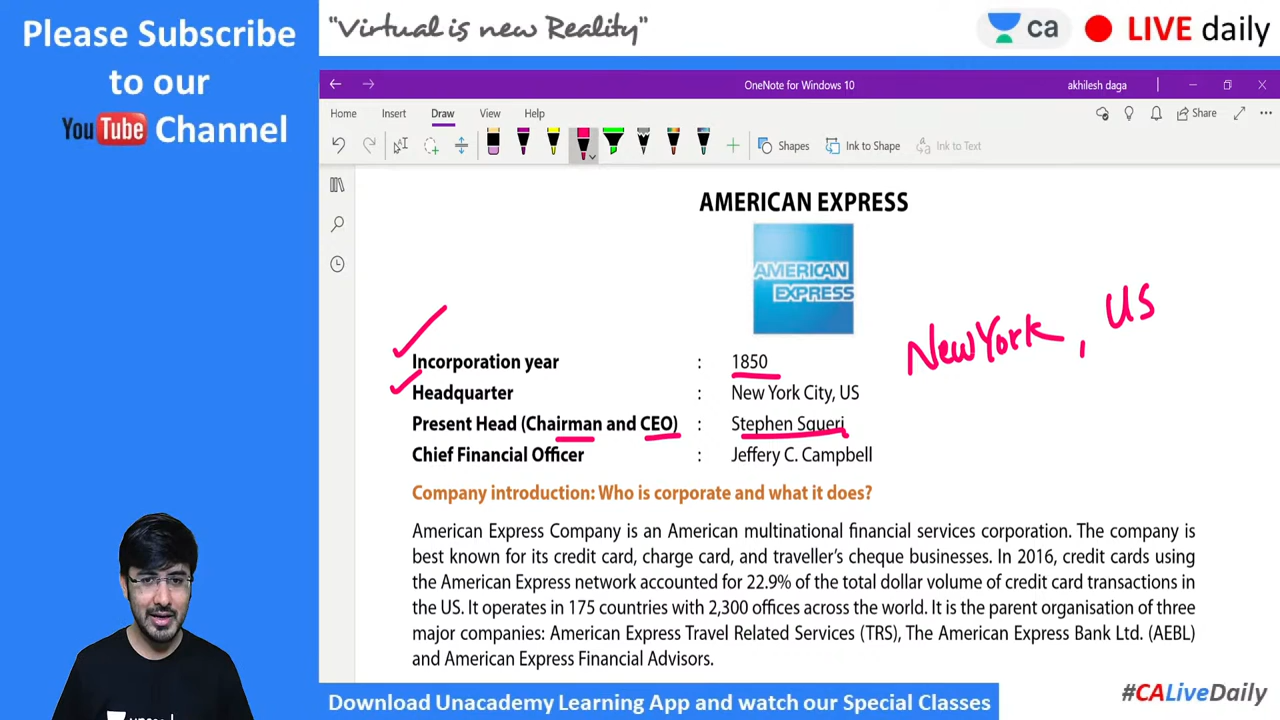 Please Subscribe
to our
YouTube Channel
"Virtual is new Reality"
ca
LIVE daily
OneNote for Windows 10
akhilesh daga
Home Insert Draw View Help
Share
Shapes Ink to Shape Ink to Text
AMERICAN EXPRESS
AMERICAN
EXPRESS
NewYork, US
Incorporation year : 1850
Headquarter : New York City, US
Present Head (Chairman and CEO) : Stephen Squeri
Chief Financial Officer : Jeffery C. Campbell
Company introduction: Who is corporate and what it does?
American Express Company is an American multinational financial services corporation. The company is
best known for its credit card, charge card, and traveller's cheque businesses. In 2016, credit cards using
the American Express network accounted for 22.9% of the total dollar volume of credit card transactions in
the US. It operates in 175 countries with 2,300 offices across the world. It is the parent organisation of three
major companies: American Express Travel Related Services (TRS), The American Express Bank Ltd. (AEBL)
and American Express Financial Advisors.
Download Unacademy Learning App and watch our Special Classes
#CALiveDaily